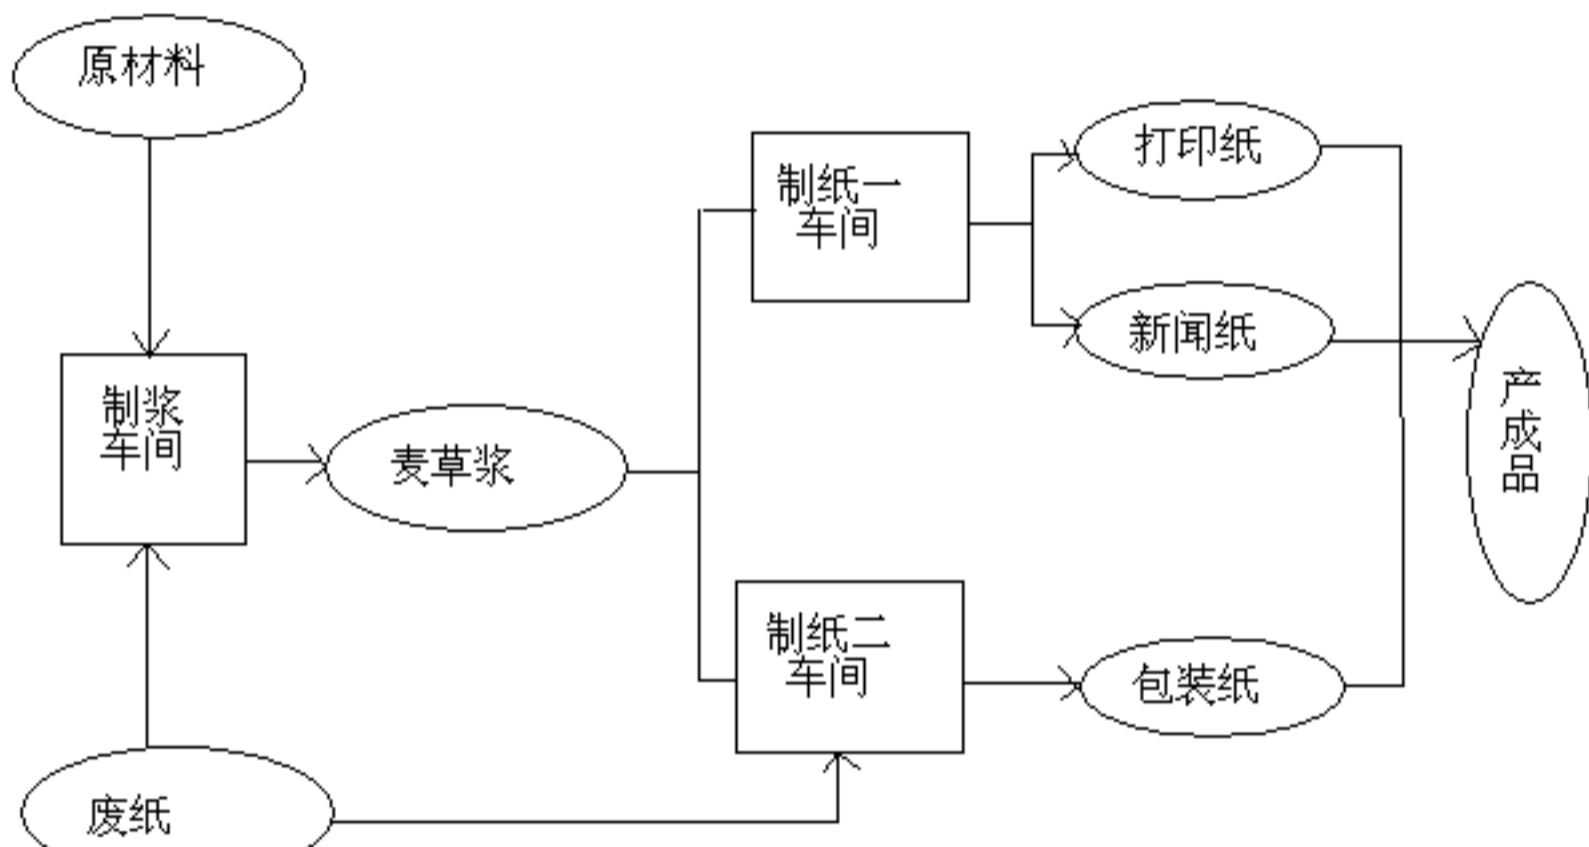 原材料
打印纸
制纸一
车间
新闻纸
产
成
品
制浆
车间
麦草浆
制纸二
车间
包装纸
废纸